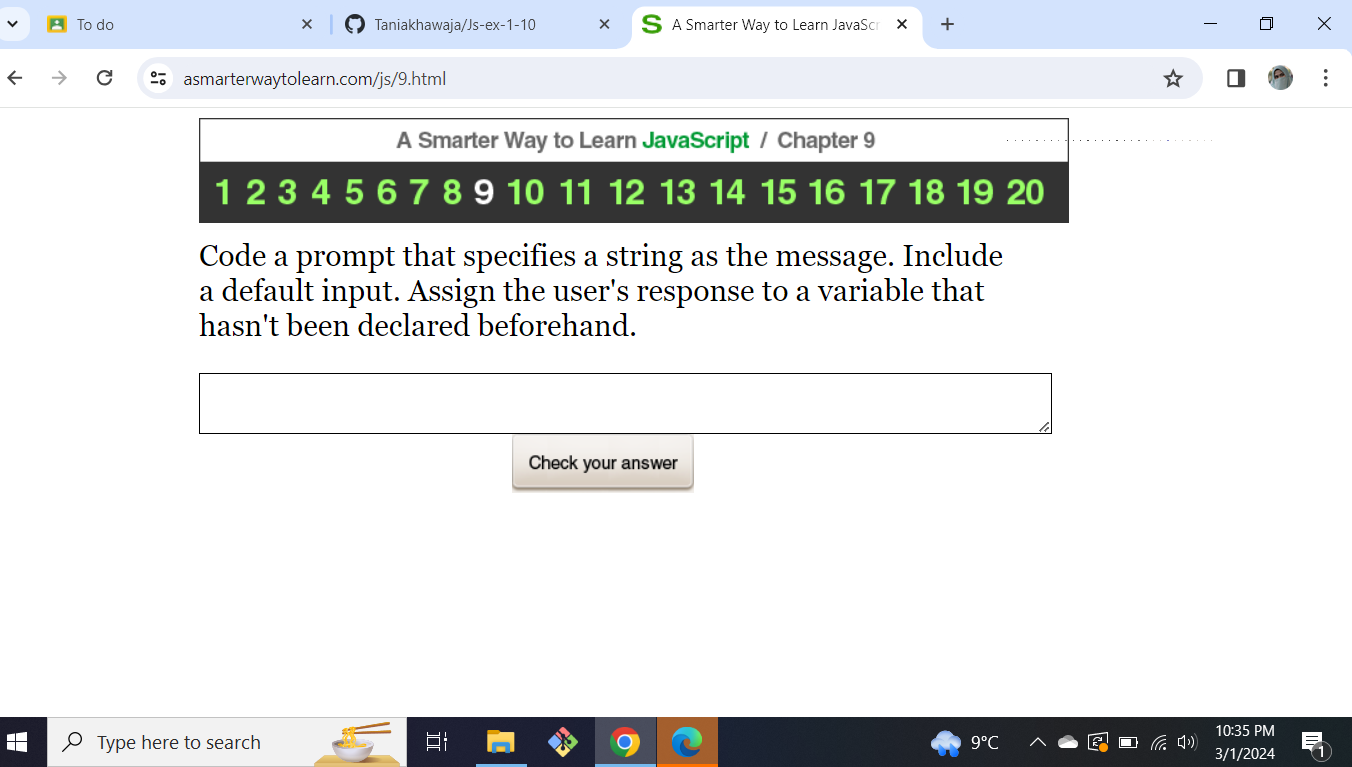 To do
Taniakhawaja/Js-ex-1-10
A Smarter Way to Learn JavaScr
asmarterwaytolearn.com/js/9.html
A Smarter Way to Learn JavaScript / Chapter 9
1 2 3 4 5 6 7 8 9 10 11 12 13 14 15 16 17 18 19 20
Code a prompt that specifies a string as the message. Include
a default input. Assign the user's response to a variable that
hasn't been declared beforehand.
Check your answer
Type here to search
9°C
10:35 PM
3/1/2024
1